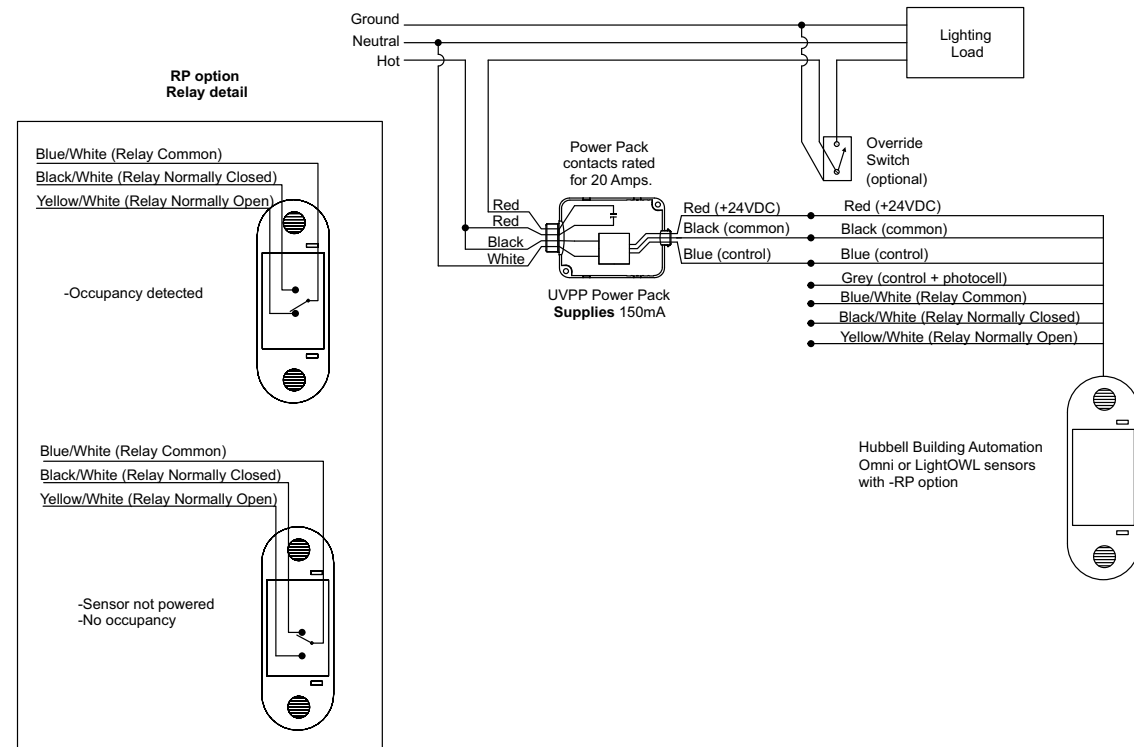 Ground
Neutral
Hot
Lighting
Load
RP option
Relay detail
Blue/White (Relay Common)
Black/White (Relay Normally Closed)
Yellow/White (Relay Normally Open)
-Occupancy detected
Blue/White (Relay Common)
Black/White (Relay Normally Closed)
Yellow/White (Relay Normally Open)
-Sensor not powered
-No occupancy
Power Pack
contacts rated
for 20 Amps.
Override
Switch
(optional)
Red
Red
Black
White
Red (+24VDC)
Black (common)
Blue (control)
UVPP Power Pack
Supplies 150mA
Red (+24VDC)
Black (common)
Blue (control)
Grey (control + photocell)
Blue/White (Relay Common)
Black/White (Relay Normally Closed)
Yellow/White (Relay Normally Open)
Hubbell Building Automation
Omni or LightOWL sensors
with -RP option